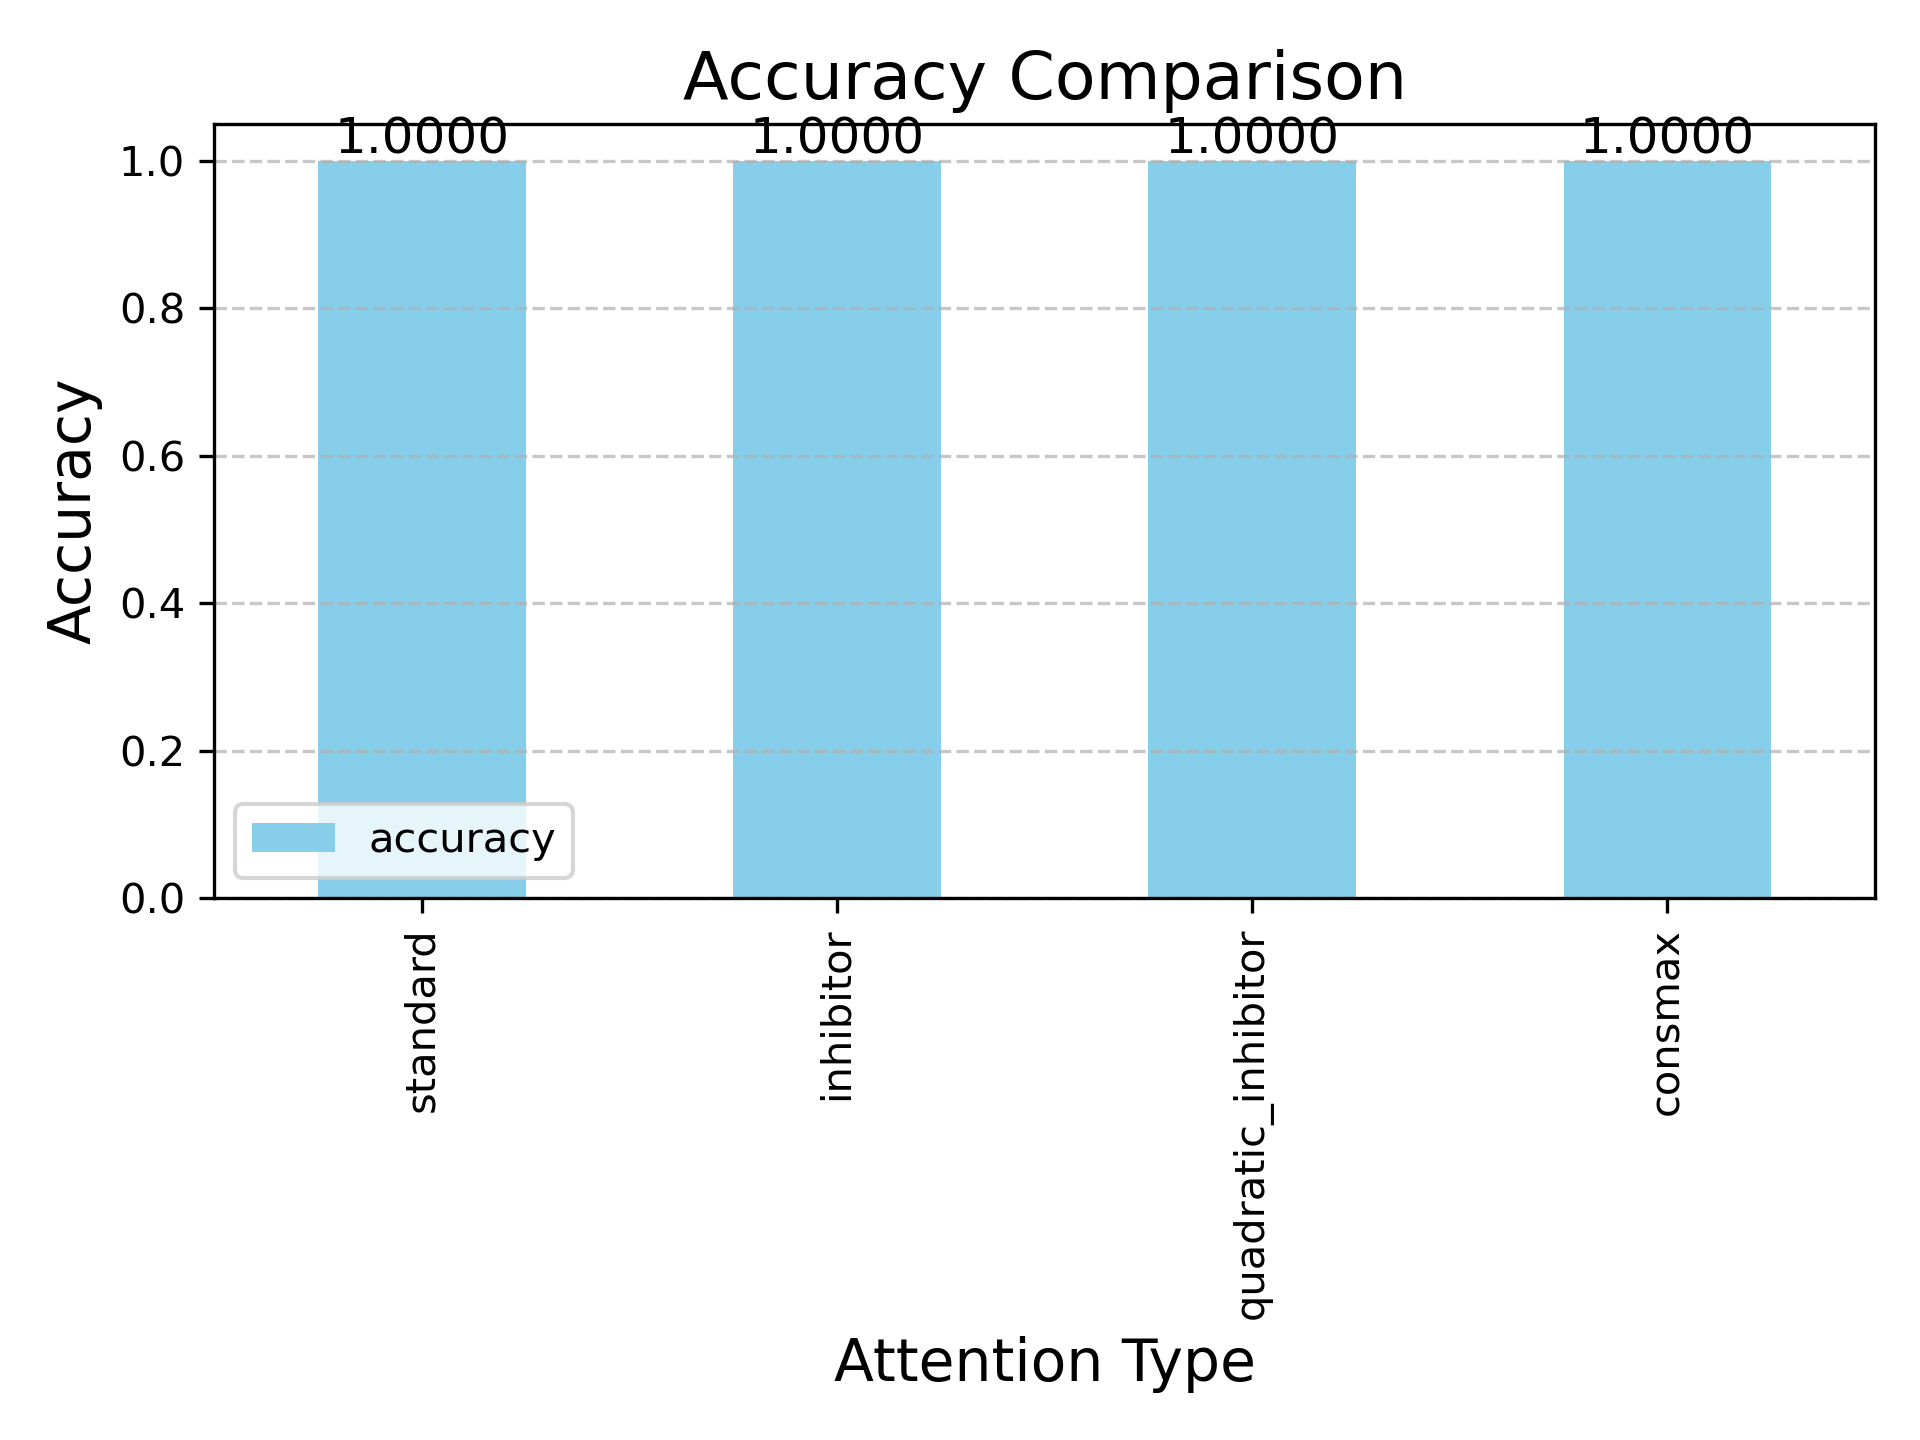 Accuracy Comparison
1.0000 1.0000 1.0000 1.0000
1.0
0.8
0.6
0.4
0.2
0.0
Accuracy
accuracy
standard
inhibitor
quadratic_inhibitor
consmax
Attention Type